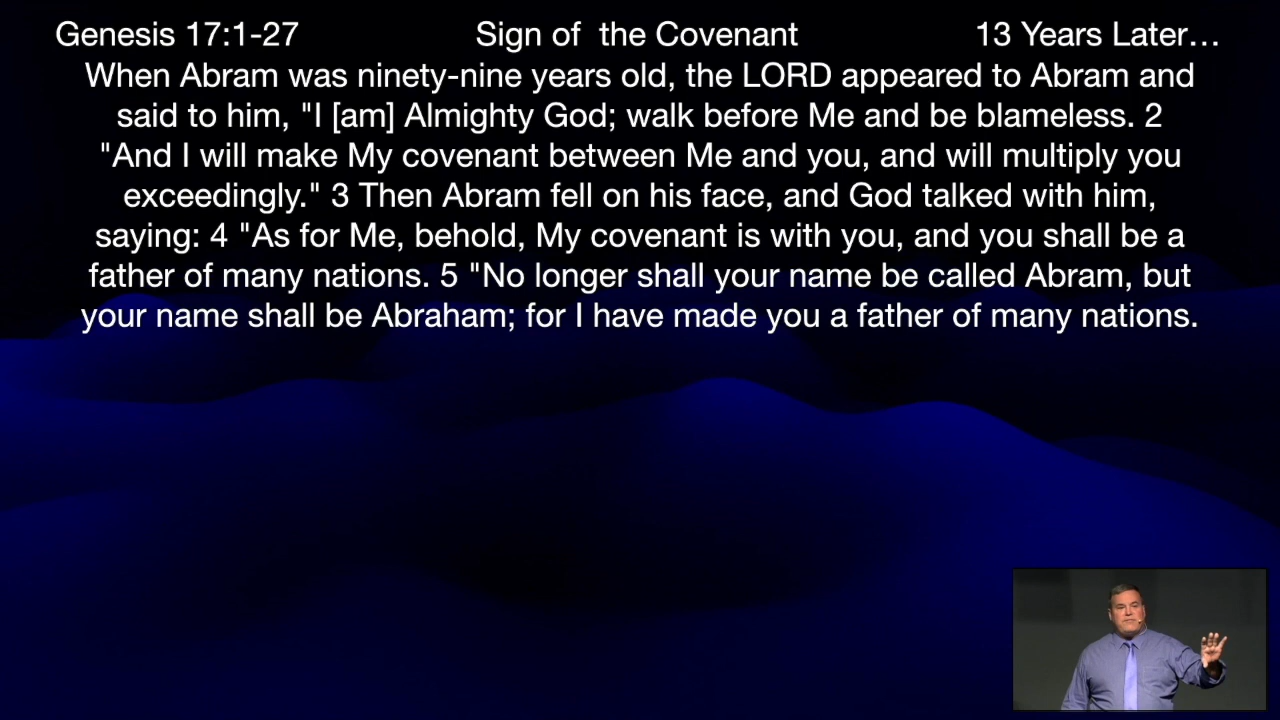 Genesis 17:1-27 Sign of  the Covenant 13 Years Later…
When Abram was ninety-nine years old, the LORD appeared to Abram and
said to him, "I [am] Almighty God; walk before Me and be blameless. 2
"And I will make My covenant between Me and you, and will multiply you
exceedingly." 3 Then Abram fell on his face, and God talked with him,
saying: 4 "As for Me, behold, My covenant is with you, and you shall be a
father of many nations. 5 "No longer shall your name be called Abram, but
your name shall be Abraham; for I have made you a father of many nations.